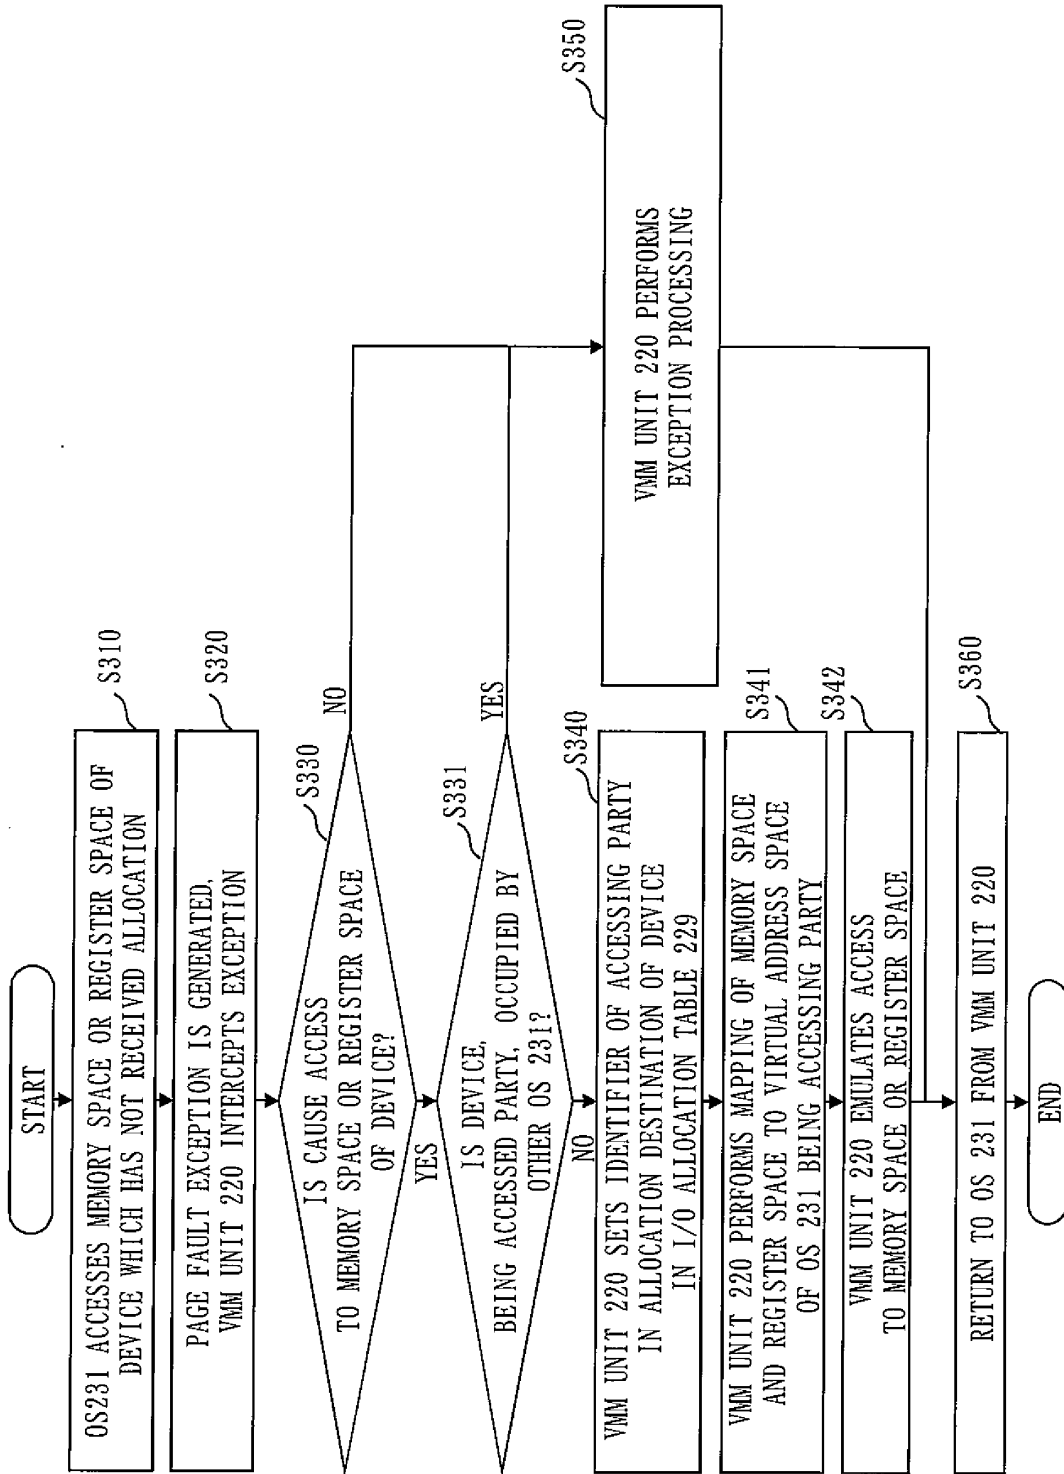 START
OS231 ACCESSES MEMORY SPACE OR REGISTER SPACE OF
DEVICE WHICH HAS NOT RECEIVED ALLOCATION
S310
PAGE FAULT EXCEPTION IS GENERATED,
VMM UNIT 220 INTERCEPTS EXCEPTION
S320
IS CAUSE ACCESS
TO MEMORY SPACE OR REGISTER SPACE
OF DEVICE?
S330
NO
YES
IS DEVICE,
BEING ACCESSED PARTY, OCCUPIED BY
OTHER OS 231?
S331
YES
NO
VMM UNIT 220 SETS IDENTIFIER OF ACCESSING PARTY
IN ALLOCATION DESTINATION OF DEVICE
IN I/O ALLOCATION TABLE 229
S340
VMM UNIT 220 PERFORMS MAPPING OF MEMORY SPACE
AND REGISTER SPACE TO VIRTUAL ADDRESS SPACE
OF OS 231 BEING ACCESSING PARTY
S341
VMM UNIT 220 EMULATES ACCESS
TO MEMORY SPACE OR REGISTER SPACE
S342
VMM UNIT 220 PERFORMS
EXCEPTION PROCESSING
S350
RETURN TO OS 231 FROM VMM UNIT 220
S360
END